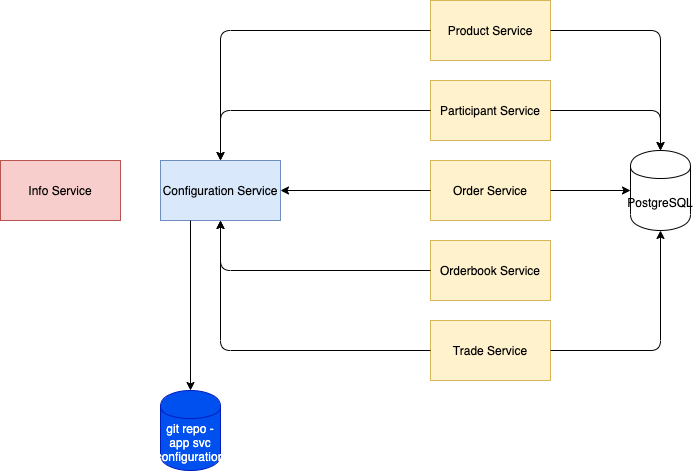 Product Service
Participant Service
Info Service
Configuration Service
Order Service
PostgreSQL
Orderbook Service
Trade Service
git repo -
app svc
configuration